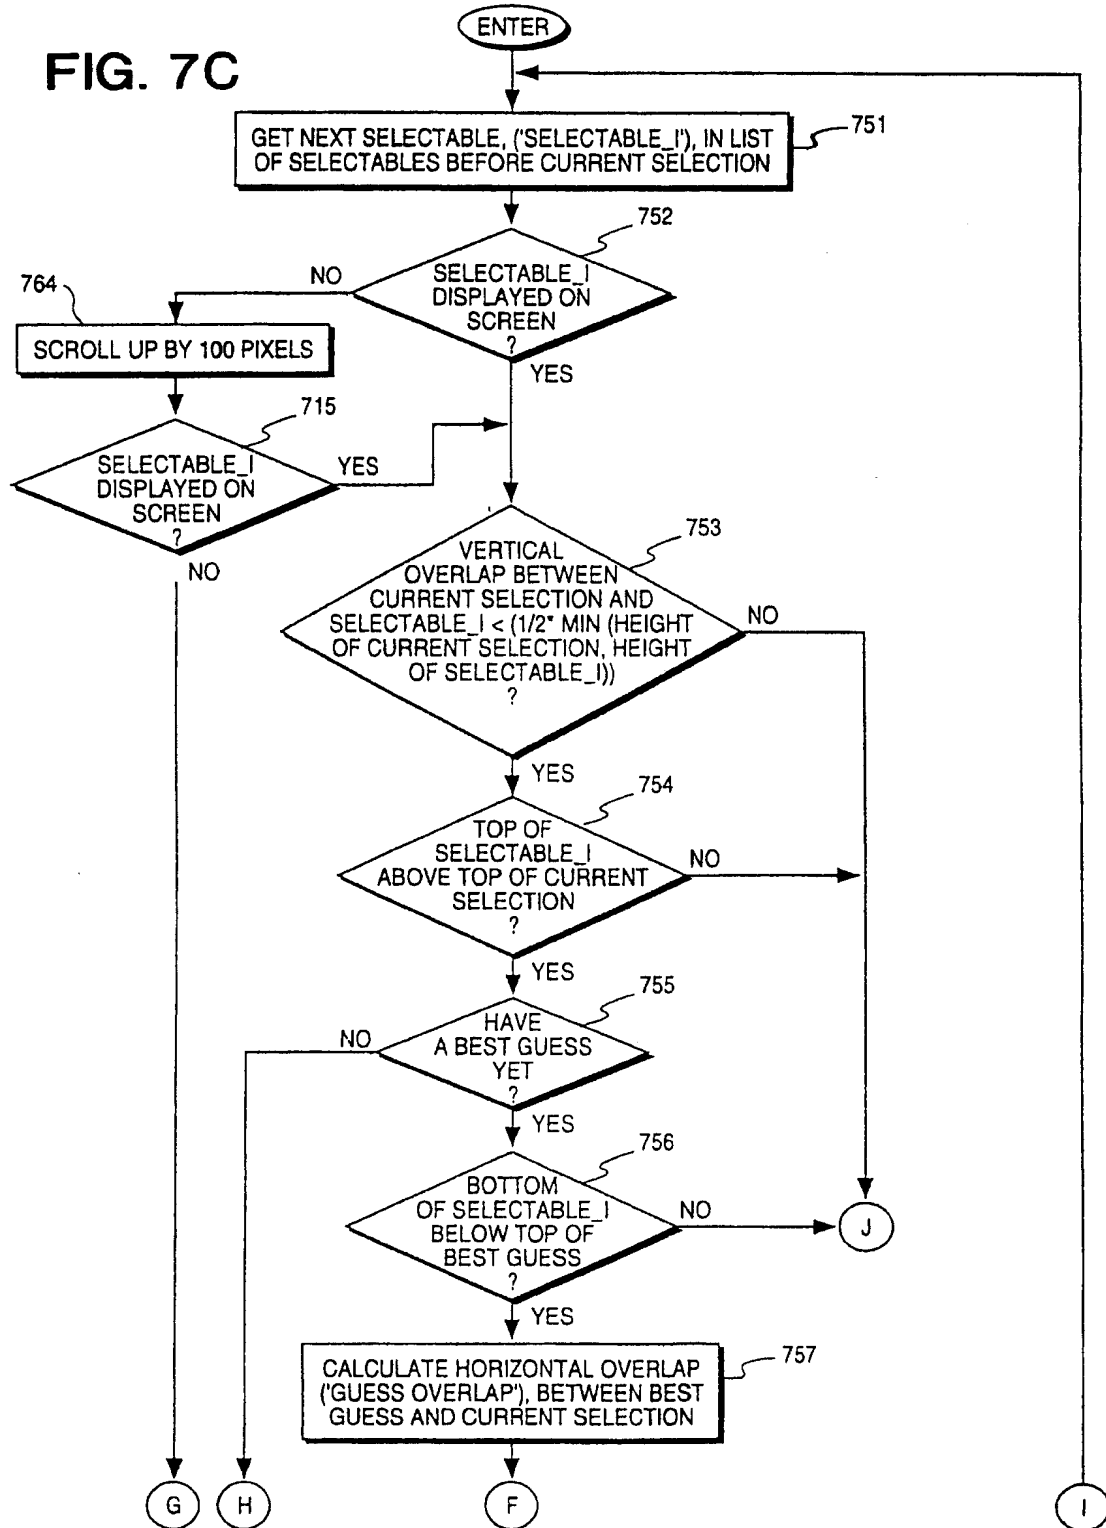 ENTER
FIG. 7C
GET NEXT SELECTABLE, ('SELECTABLE_I'), IN LIST
OF SELECTABLES BEFORE CURRENT SELECTION
751
752
SELECTABLE_I
DISPLAYED ON
SCREEN
?
NO
YES
764
SCROLL UP BY 100 PIXELS
715
SELECTABLE_I
DISPLAYED ON
SCREEN
?
YES
NO
753
VERTICAL
OVERLAP BETWEEN
CURRENT SELECTION AND
SELECTABLE_I < (1/2* MIN (HEIGHT
OF CURRENT SELECTION, HEIGHT
OF SELECTABLE_I))
?
NO
YES
754
TOP OF
SELECTABLE_I
ABOVE TOP OF CURRENT
SELECTION
?
NO
YES
755
HAVE
A BEST GUESS
YET
?
NO
YES
756
BOTTOM
OF SELECTABLE_I
BELOW TOP OF
BEST GUESS
?
NO
J
YES
757
CALCULATE HORIZONTAL OVERLAP
('GUESS OVERLAP'), BETWEEN BEST
GUESS AND CURRENT SELECTION
G
H
F
I